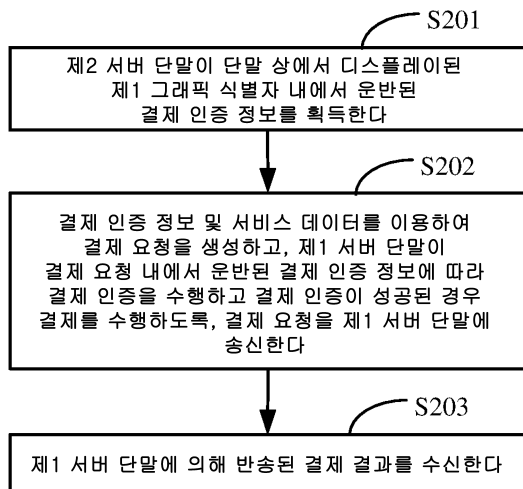 S201
제2 서버 단말이 단말 상에서 디스플레이된
제1 그래픽 식별자 내에서 운반된
결제 인증 정보를 획득한다
S202
결제 인증 정보 및 서비스 데이터를 이용하여
결제 요청을 생성하고, 제1 서버 단말이
결제 요청 내에서 운반된 결제 인증 정보에 따라
결제 인증을 수행하고 결제 인증이 성공된 경우
결제를 수행하도록, 결제 요청을 제1 서버 단말에
송신한다
S203
제1 서버 단말에 의해 반송된 결제 결과를 수신한다